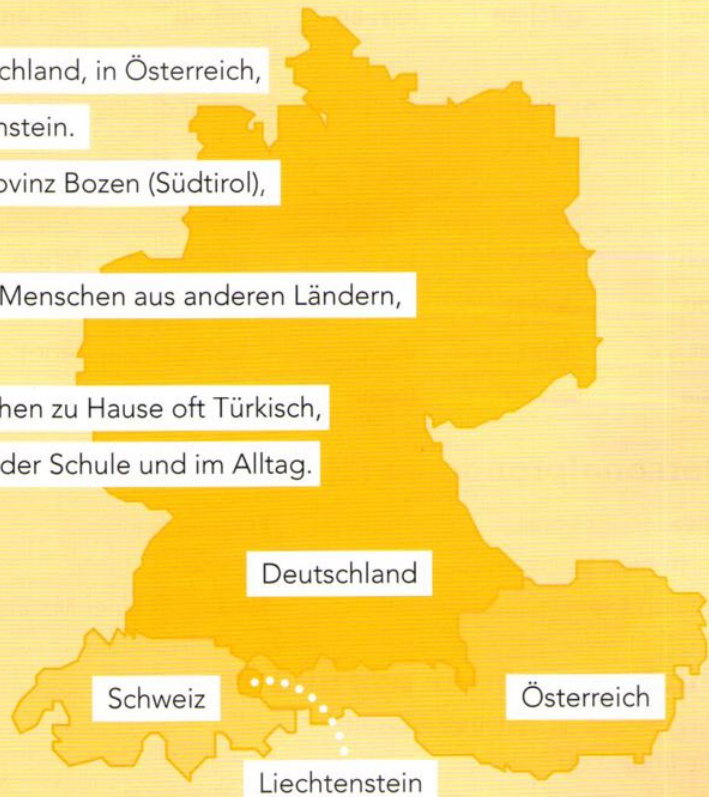 chland, in Österreich,
nstein.
ovinz Bozen (Südtirol),
Menschen aus anderen Ländern,
hen zu Hause oft Türkisch,
der Schule und im Alltag.
Deutschland
Schweiz
Österreich
Liechtenstein